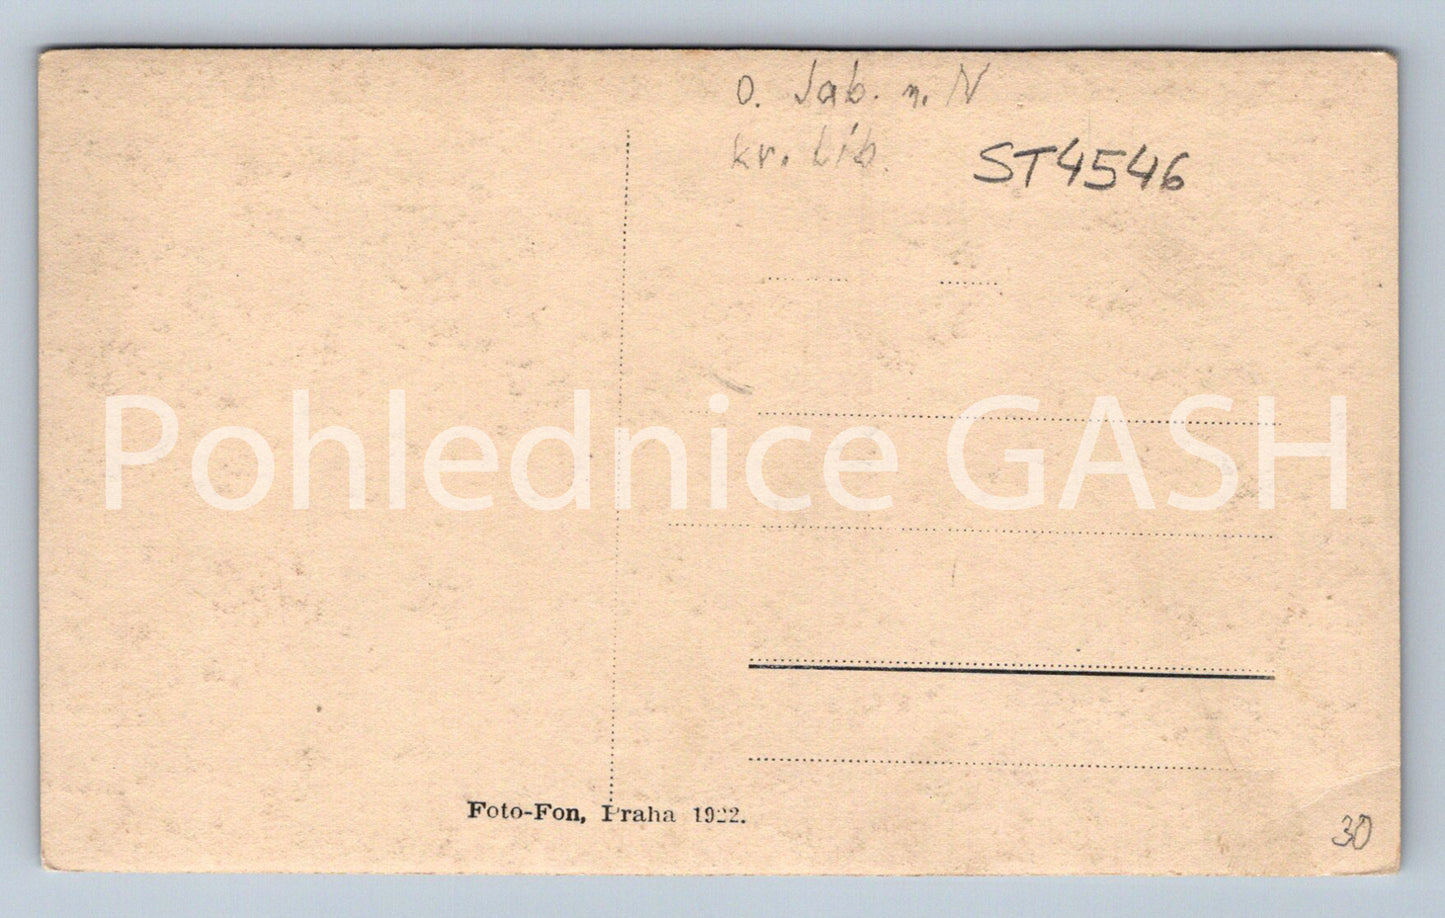 o. Jab. n. N
kr. Lib.
ST4546
Pohlednice GASH
Foto-Fon, Praha 1922.
30